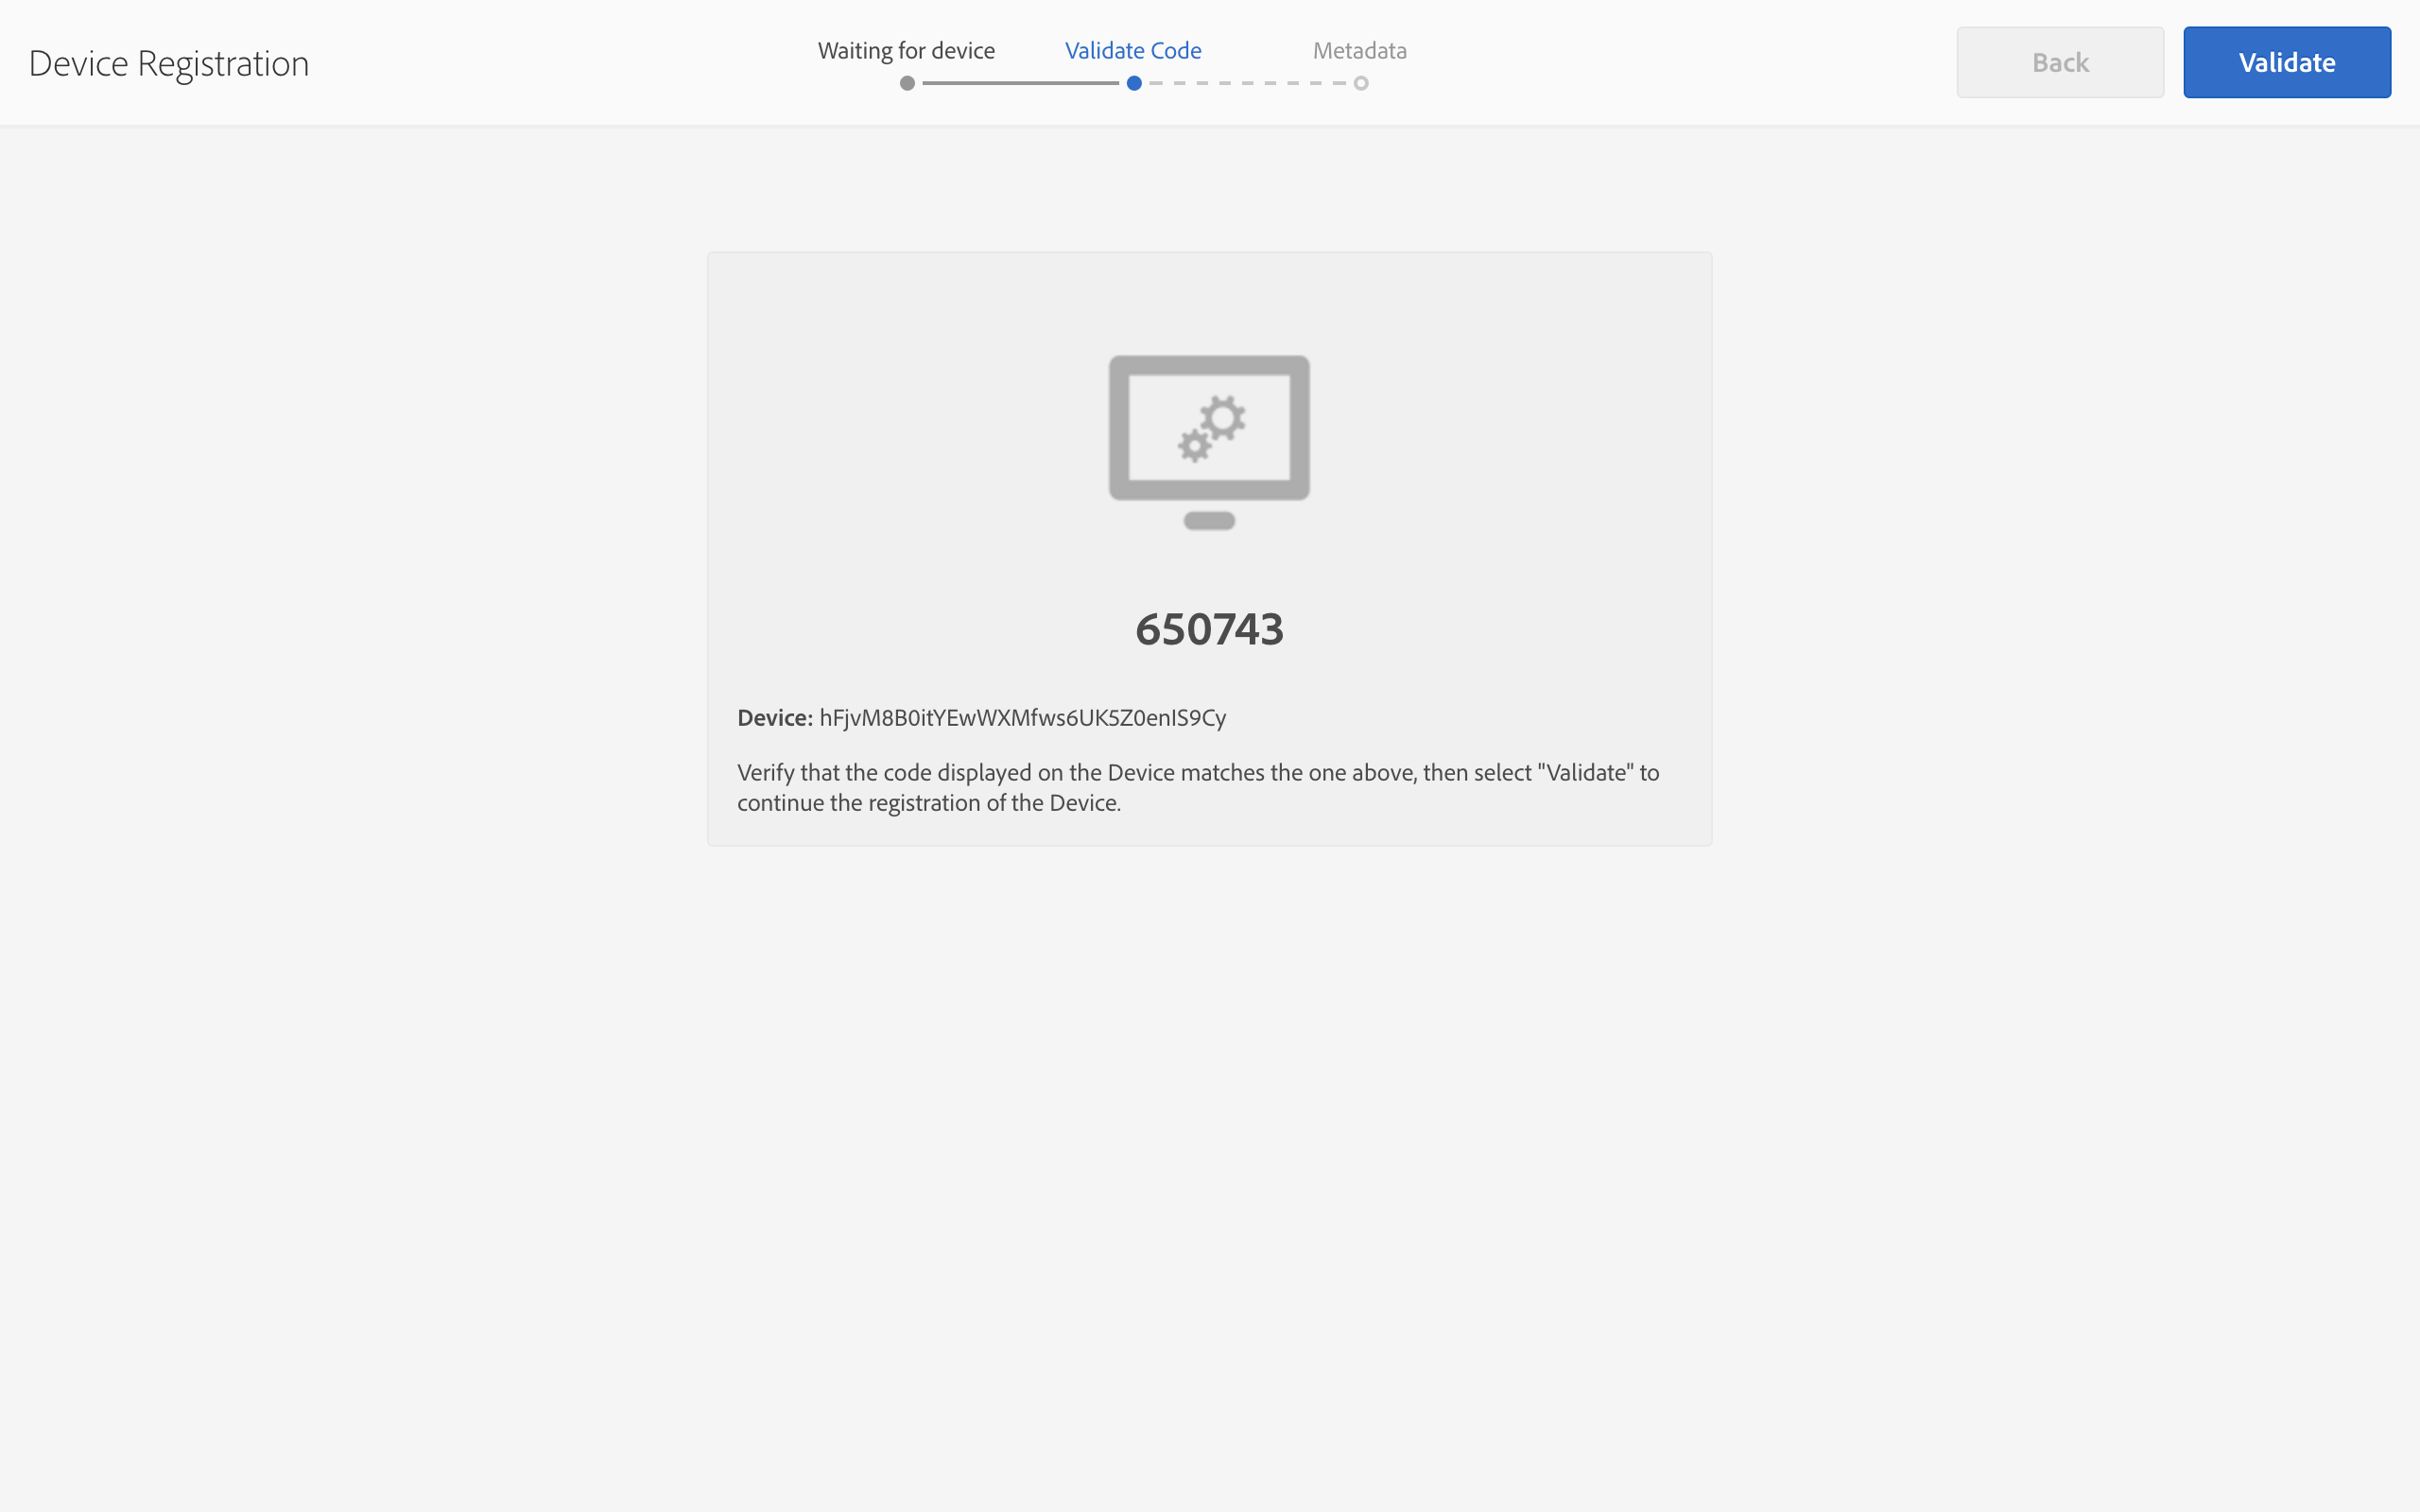 Device Registration
Waiting for device
Validate Code
Metadata
Back
Validate
650743
Device: hFjvM8B0itYEwWXMfws6UK5Z0enIS9Cy
Verify that the code displayed on the Device matches the one above, then select "Validate" to
continue the registration of the Device.